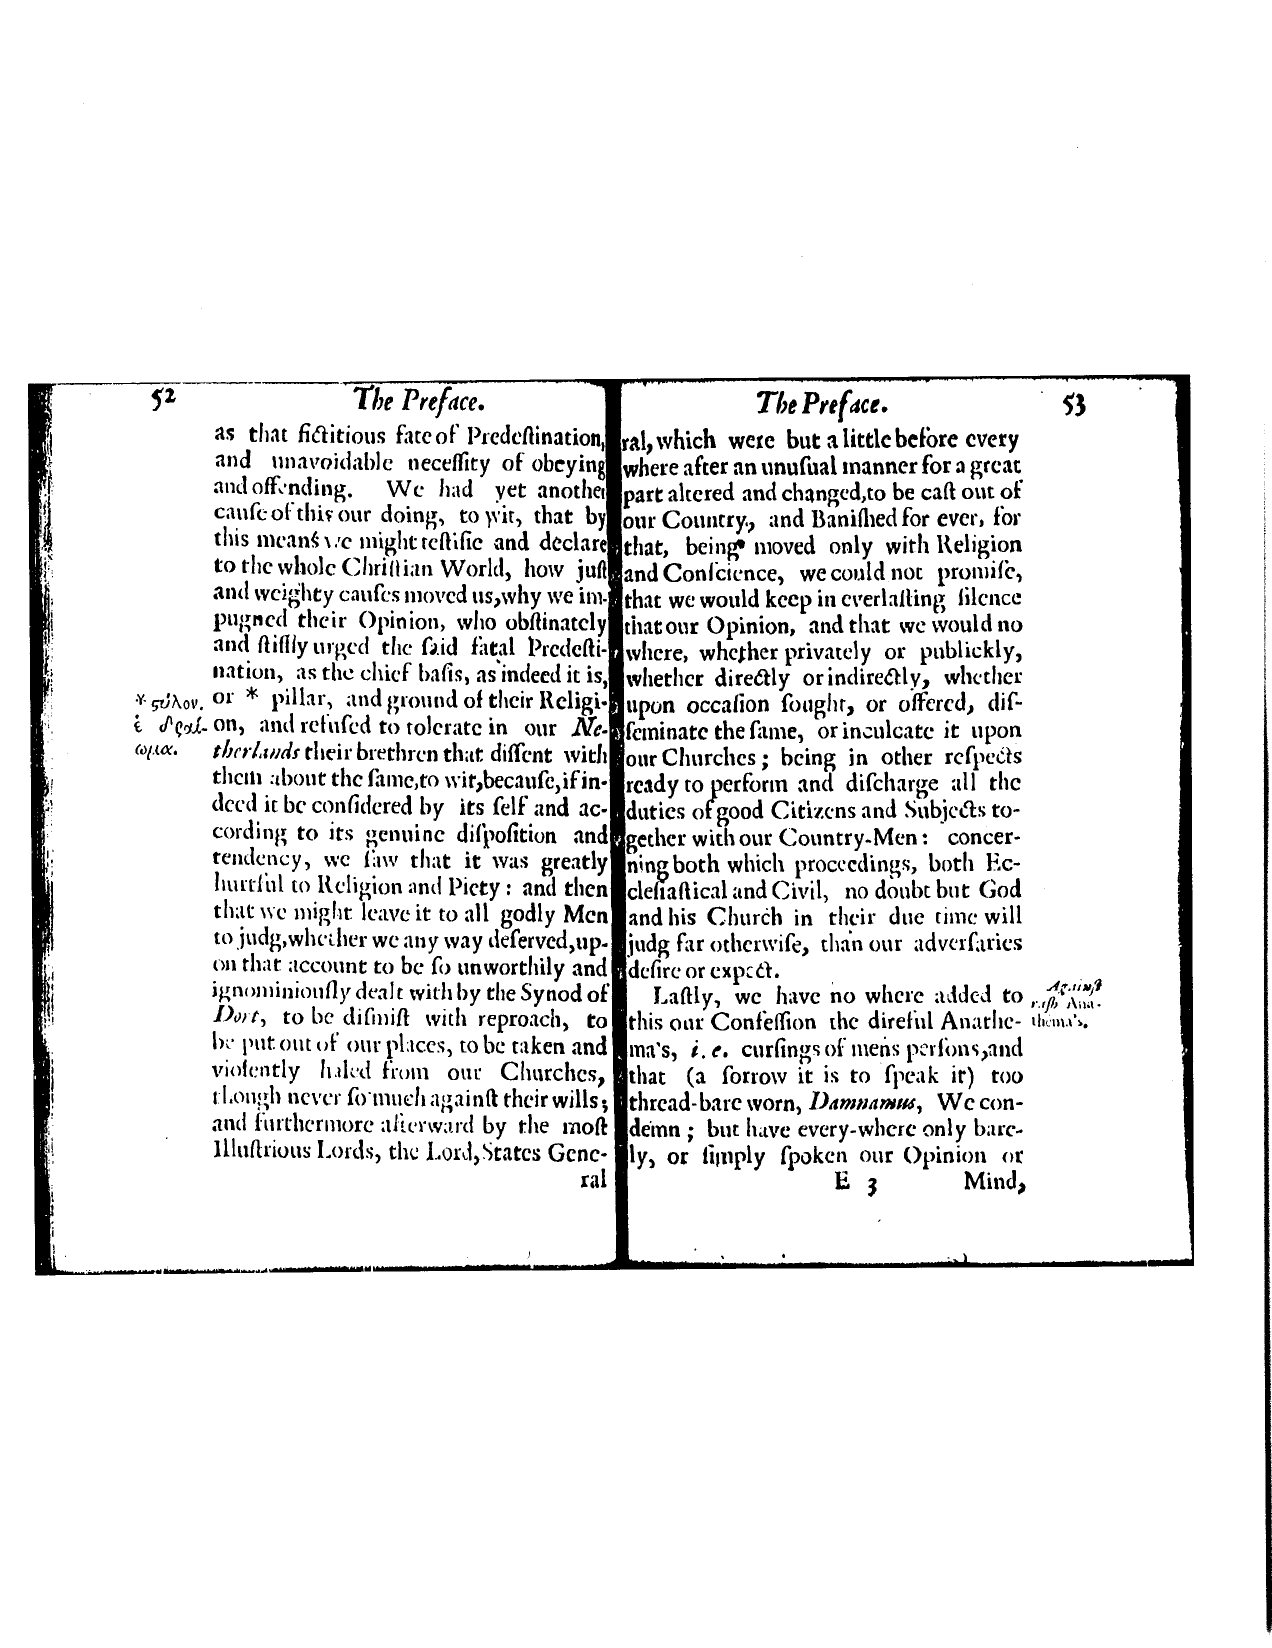 52
The Preface.
as that fictitious fate of Predeſtination,
and unavoidable neceſſity of obeying
and offending. We had yet another
cauſe of this our doing, to wit, that by
this means we might teſtifie and declare
to the whole Chriſtian World, how juſt
and weighty cauſes moved us,why we im-
pugned their Opinion, who obſtinately
and ſtiffly urged the ſaid fatal Predeſti-
nation, as the chief baſis, as indeed it is,
or * pillar, and ground of their Religi-
on, and refuſed to tolerate in our Ne-
therlands their brethren that diſſent with
them about the ſame,to wit,becauſe,if in-
deed it be conſidered by its ſelf and ac-
cording to its genuine diſpoſition and
tendency, we ſaw that it was greatly
hurtful to Religion and Piety: and then
that we might leave it to all godly Men
to judg,whether we any way deſerved,up-
on that account to be ſo unworthily and
ignominiouſly dealt with by the Synod of
Dort, to be diſmiſt with reproach, to
be put out of our places, to be taken and
violently haled from our Churches,
though never ſo much againſt their wills;
and furthermore afterward by the moſt
Illuſtrious Lords, the Lord, States Gene-
ral
* ςύλον.
ἑδραί-
ωμα.
The Preface.
53
ral, which were but a little before every
where after an unuſual manner for a great
part altered and changed,to be caſt out of
our Country, and Baniſhed for ever, for
that, being moved only with Religion
and Conſcience, we could not promiſe,
that we would keep in everlaſting ſilence
that our Opinion, and that we would no
where, whether privately or publickly,
whether directly or indirectly, whether
upon occaſion ſought, or offered, diſ-
ſeminate the ſame, or inculcate it upon
our Churches; being in other reſpects
ready to perform and diſcharge all the
duties of good Citizens and Subjects to-
gether with our Country-Men: concer-
ning both which proceedings, both Ec-
cleſiaſtical and Civil, no doubt but God
and his Church in their due time will
judg far otherwiſe, than our adverſaries
deſire or expect.
Laſtly, we have no where added to
this our Confeſſion the direful Anathe-
ma's, i. e. curſings of mens perſons,and
that (a ſorrow it is to ſpeak it) too
thread-bare worn, Damnamus, We con-
demn; but have every-where only bare-
ly, or ſimply ſpoken our Opinion or
E 3 Mind,
Againſt
raſh Ana-
thema's.